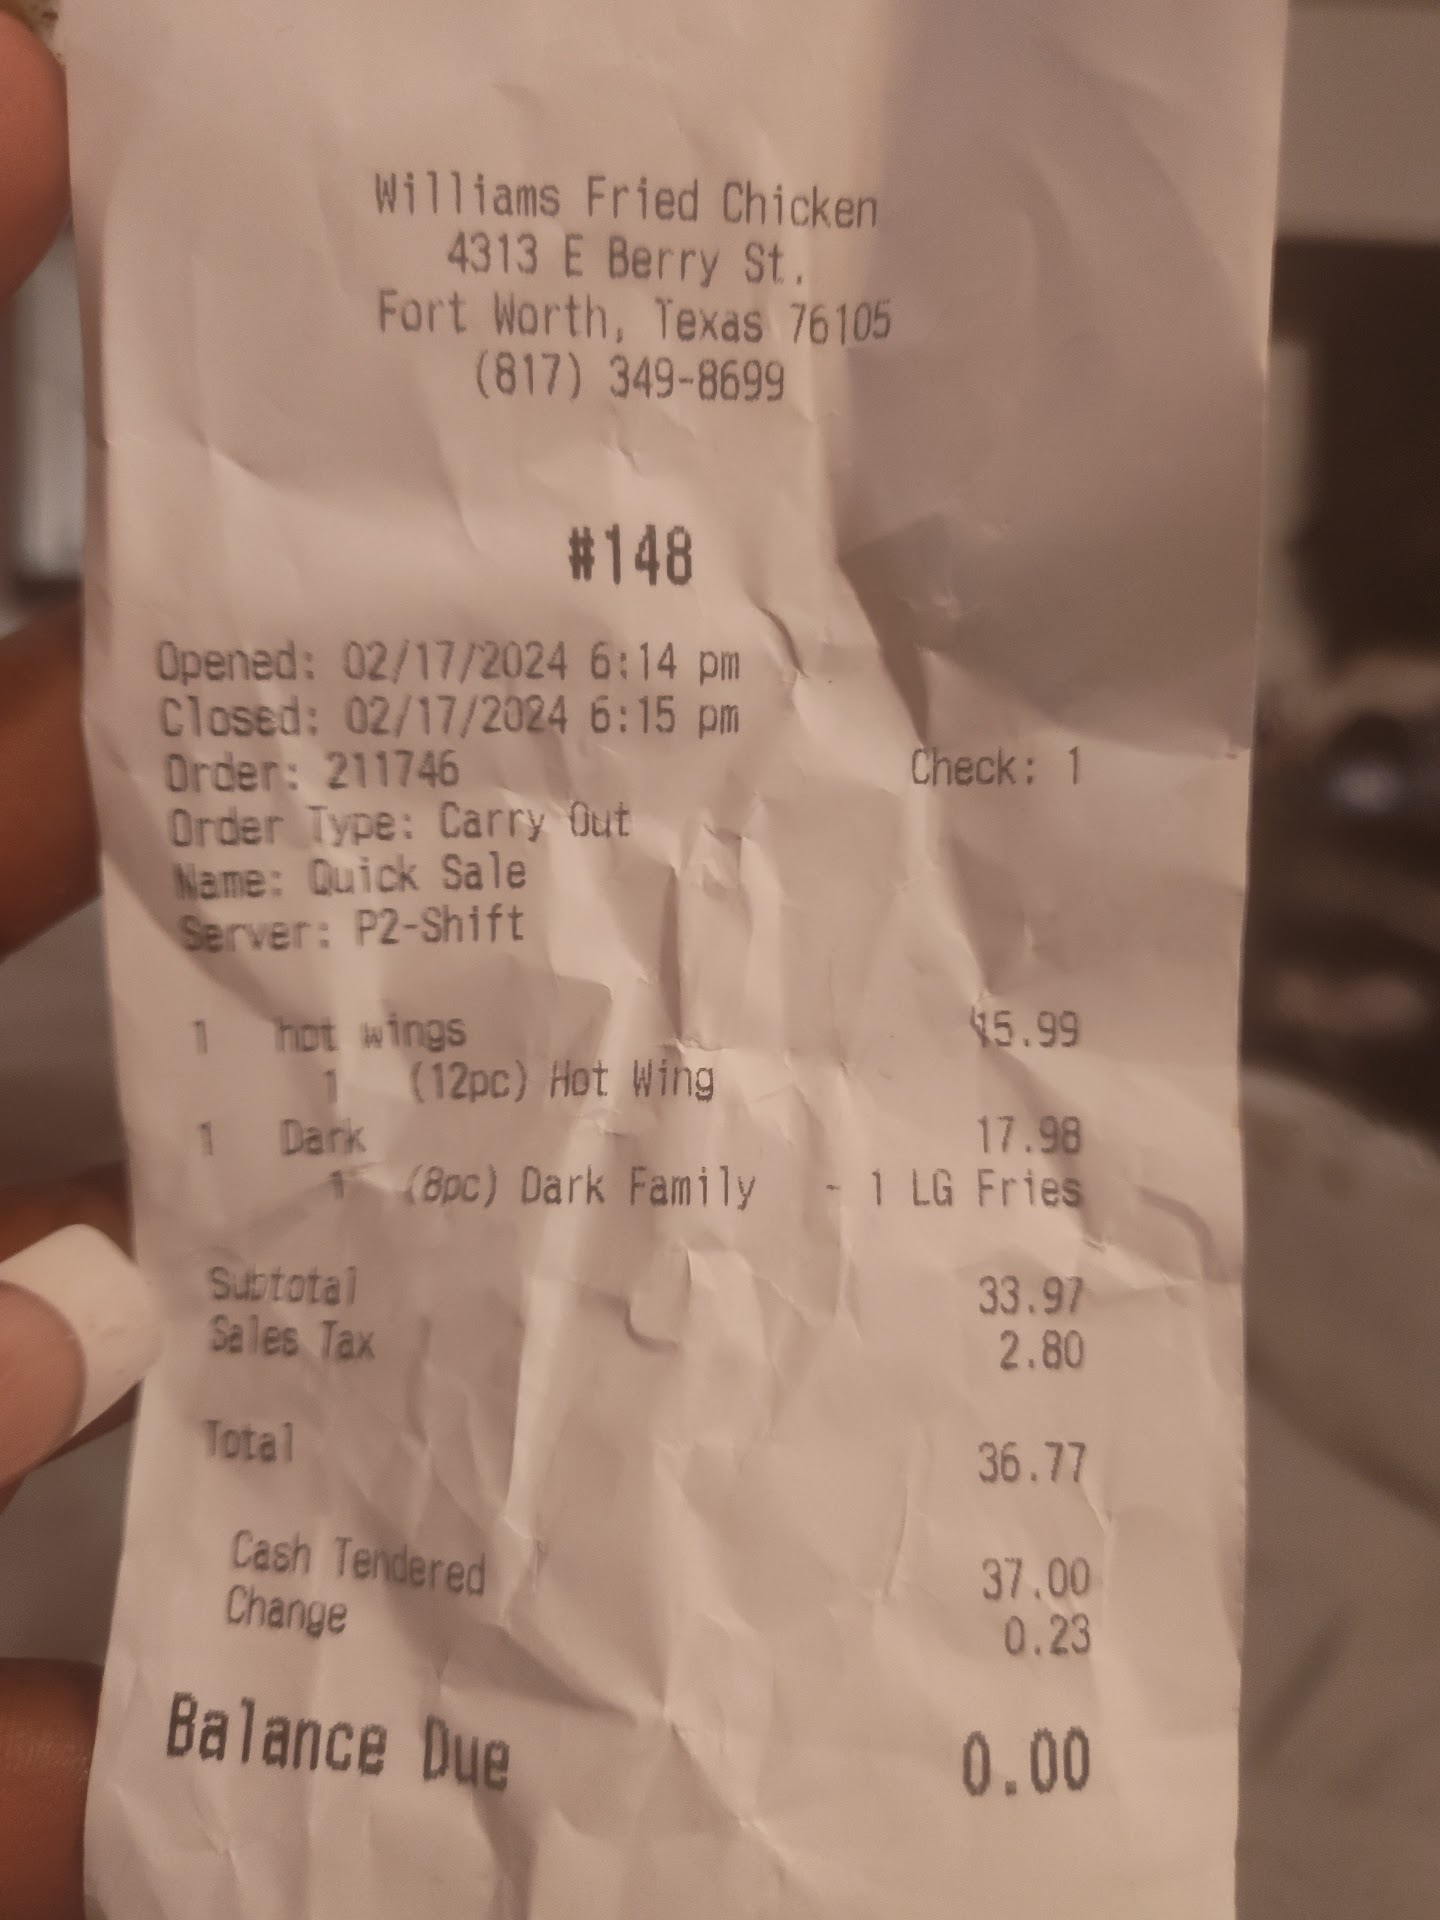 Williams Fried Chicken
4313 E Berry St.
Fort Worth, Texas 76105
(817) 349-8699
#148
Opened: 02/17/2024 6:14 pm
Closed: 02/17/2024 6:15 pm
Order: 211746 Check: 1
Order Type: Carry Out
Name: Quick Sale
Server: P2-Shift
1 hot wings 15.99
1 (12pc) Hot Wing
1 Dark 17.98
1 (8pc) Dark Family - 1 LG Fries
Subtotal 33.97
Sales Tax 2.80
Total 36.77
Cash Tendered 37.00
Change 0.23
Balance Due 0.00